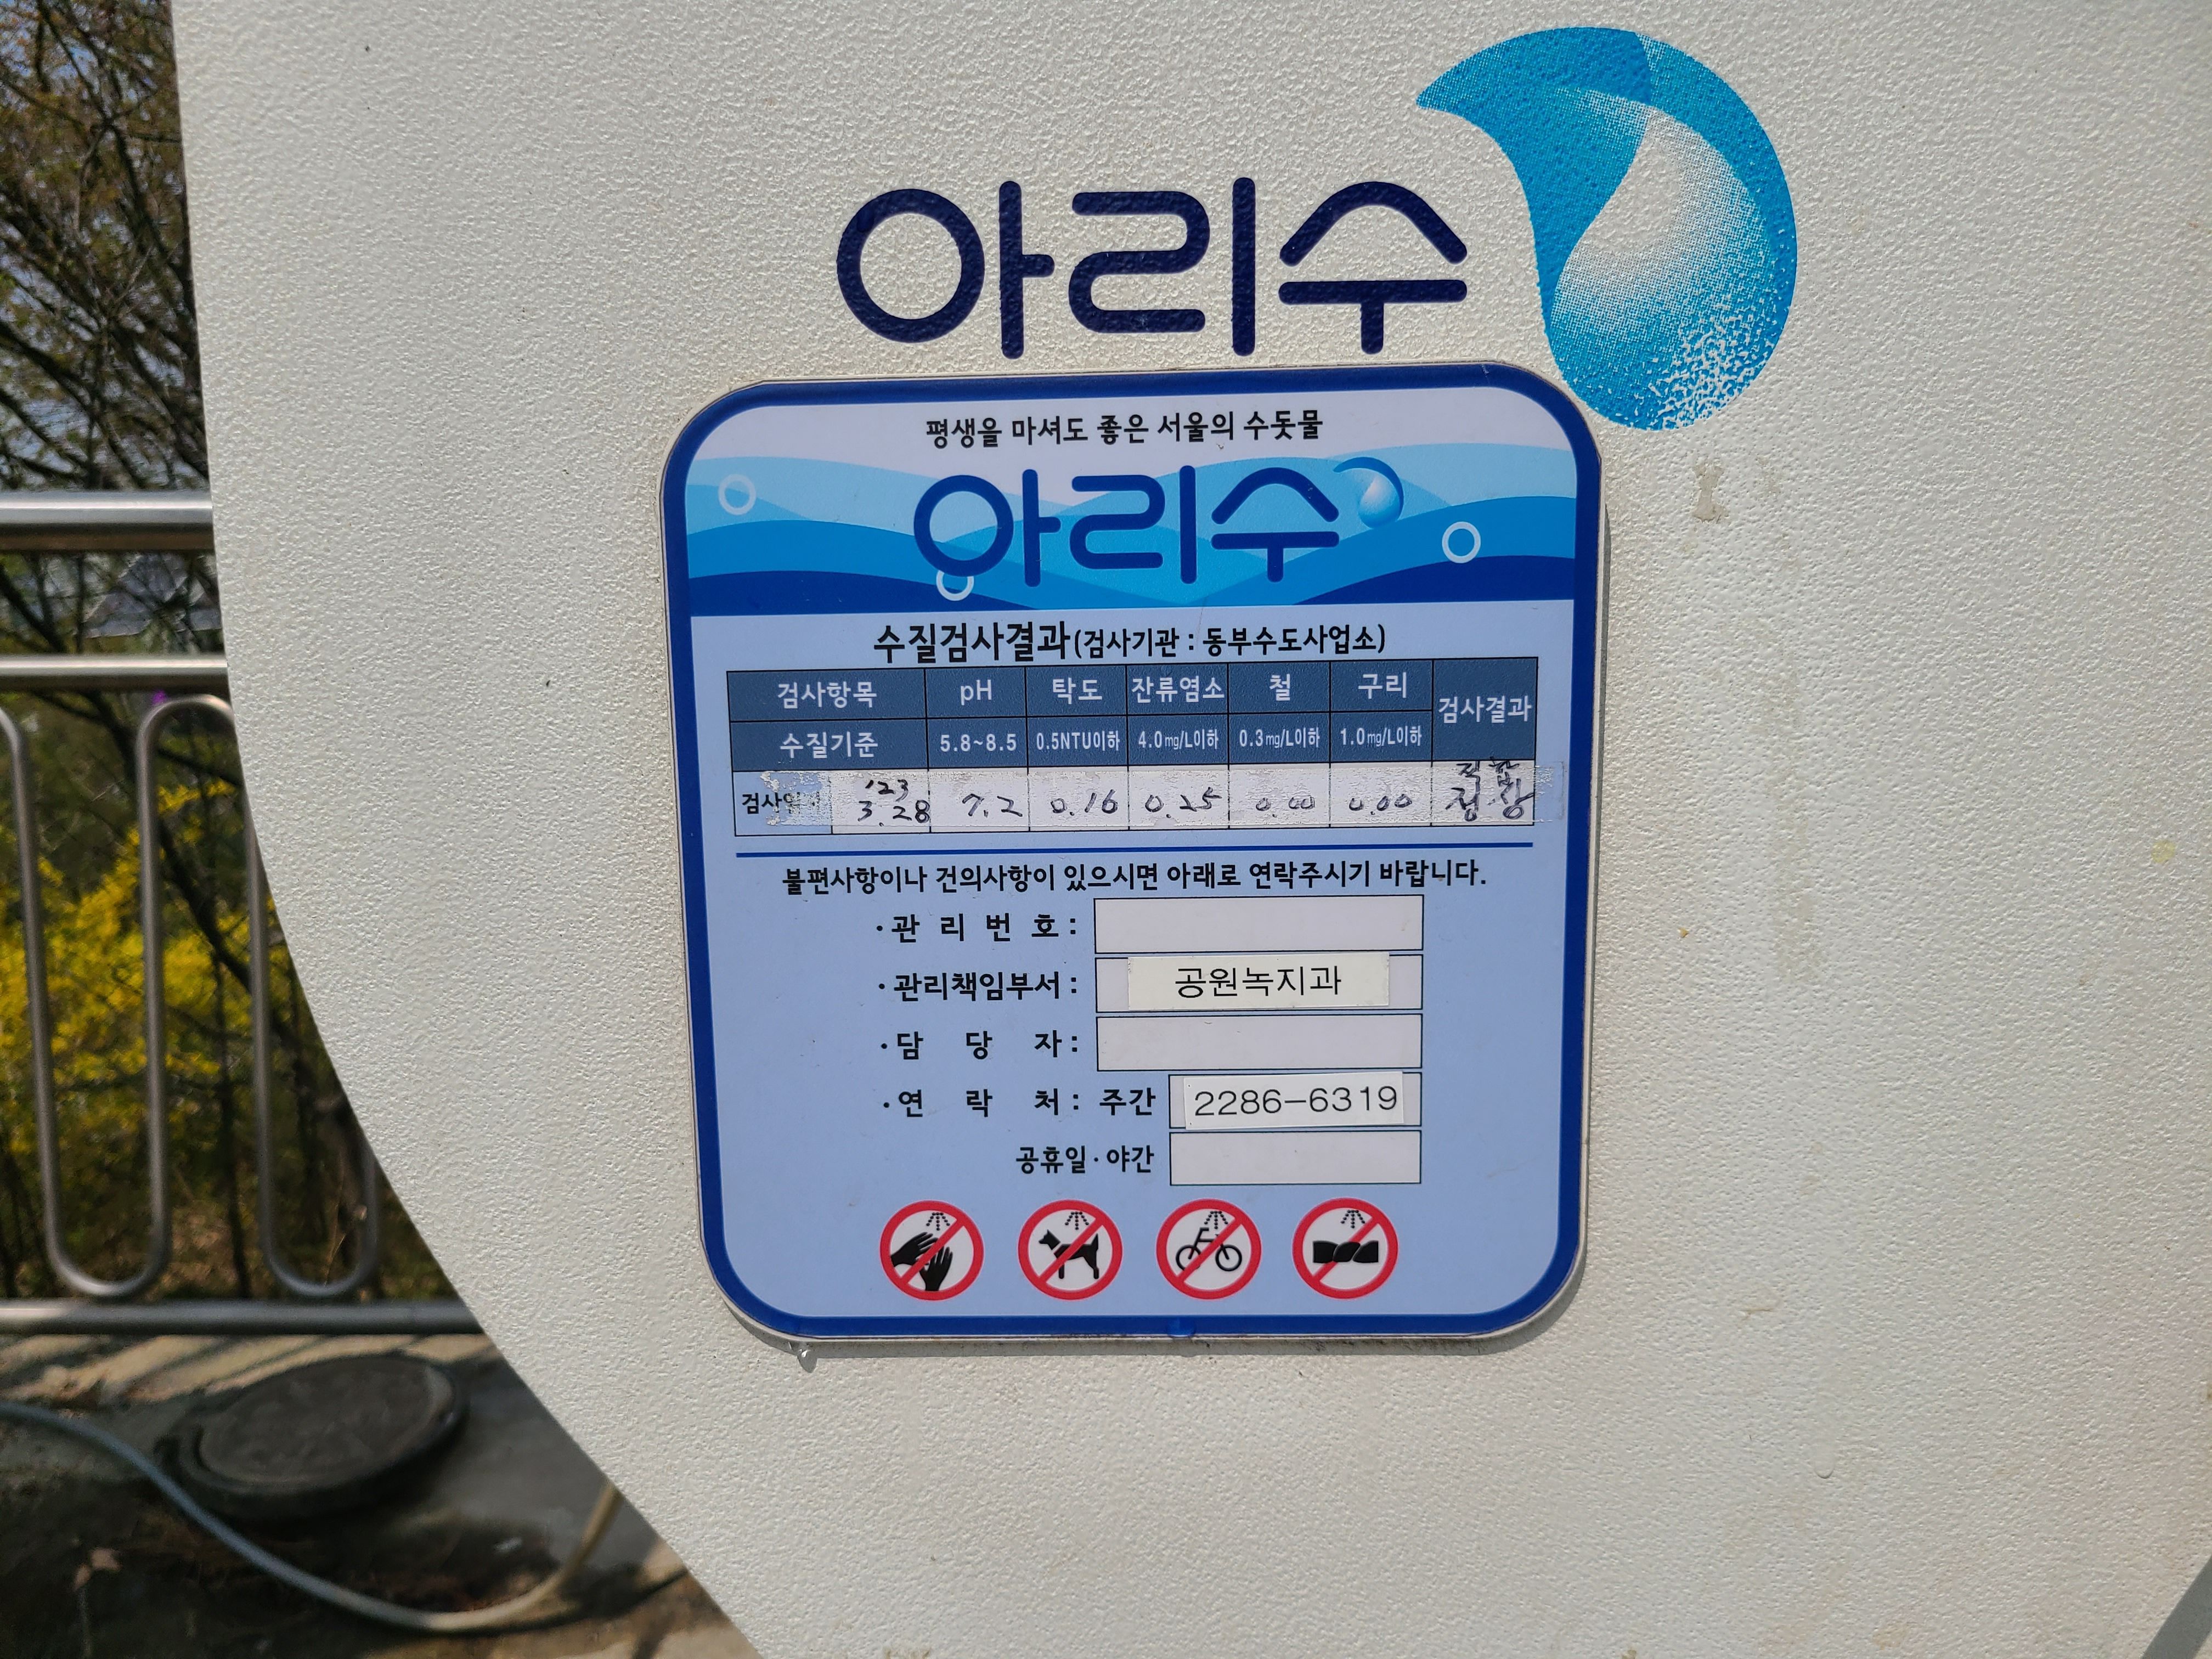 아리수
평생을 마셔도 좋은 서울의 수돗물
아리수
수질검사결과(검사기관 : 동부수도사업소)
검사항목 pH 탁도 잔류염소 철 구리 검사결과
수질기준 5.8~8.5 0.5NTU이하 4.0㎎/L이하 0.3㎎/L이하 1.0㎎/L이하
123
3.28 7.2 0.16 0.25 0.00 0.00
불편사항이나 건의사항이 있으시면 아래로 연락주시기 바랍니다.
·관 리 번 호 :
·관리책임부서 : 공원녹지과
·담 당 자 :
·연 락 처 : 주간 2286-6319
공휴일·야간